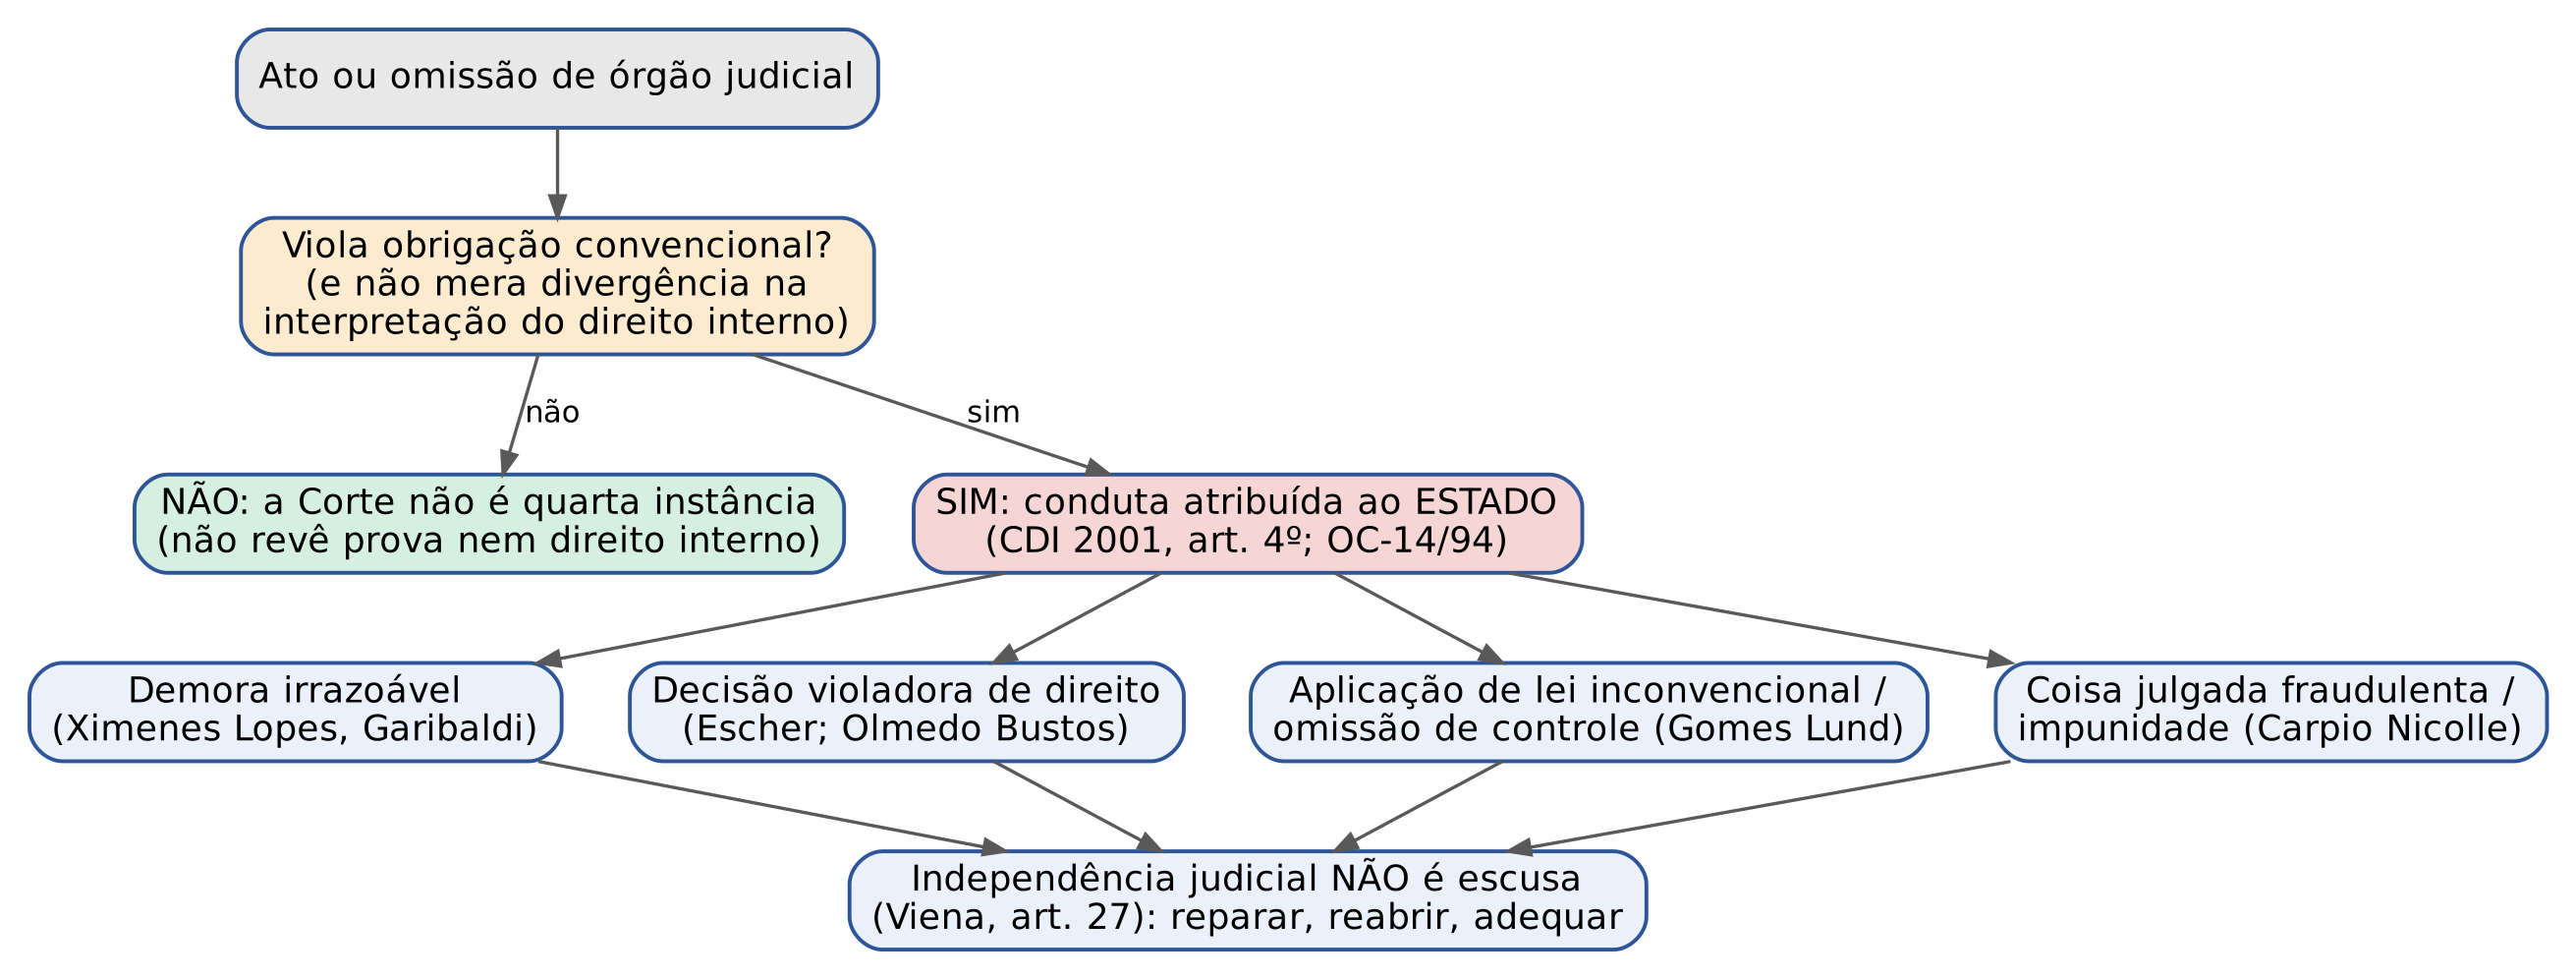 Ato ou omissão de órgão judicial
Viola obrigação convencional?
(e não mera divergência na
interpretação do direito interno)
não
sim
NÃO: a Corte não é quarta instância
(não revê prova nem direito interno)
SIM: conduta atribuída ao ESTADO
(CDI 2001, art. 4º; OC-14/94)
Demora irrazoável
(Ximenes Lopes, Garibaldi)
Decisão violadora de direito
(Escher; Olmedo Bustos)
Aplicação de lei inconvencional /
omissão de controle (Gomes Lund)
Coisa julgada fraudulenta /
impunidade (Carpio Nicolle)
Independência judicial NÃO é escusa
(Viena, art. 27): reparar, reabrir, adequar